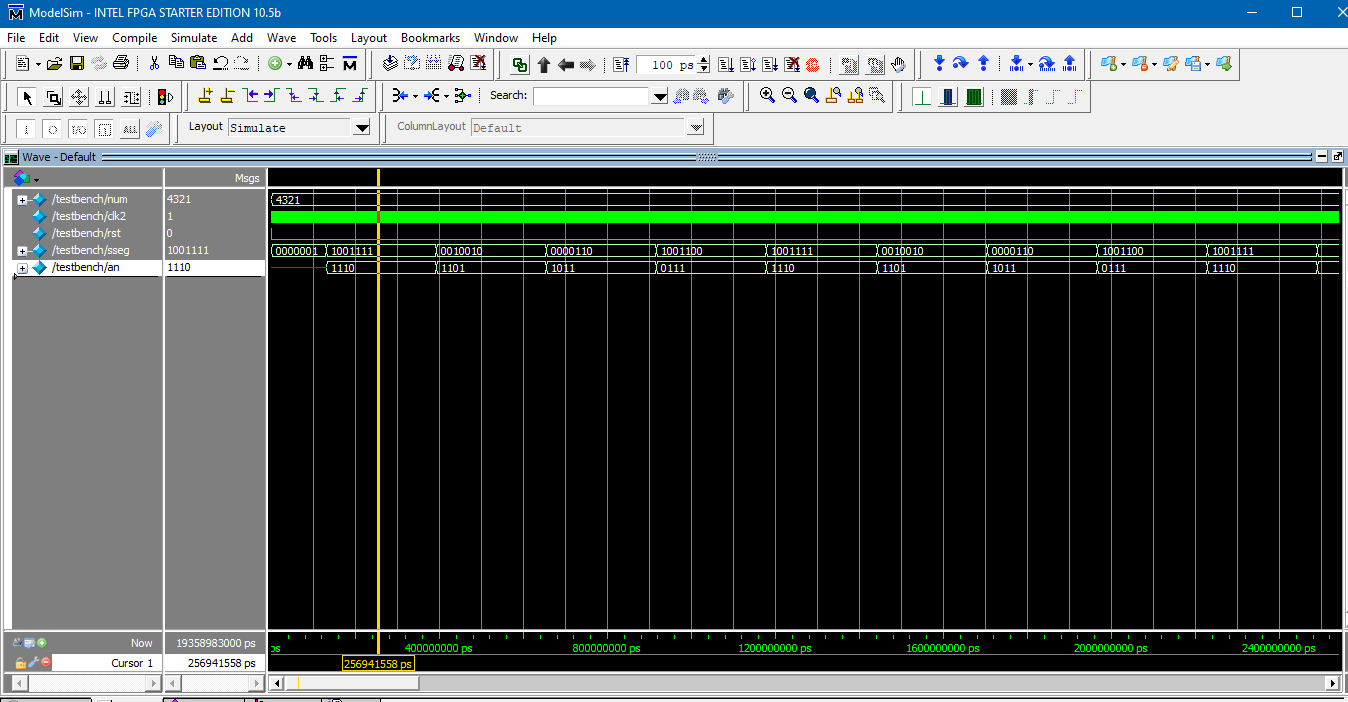 ModelSim - INTEL FPGA STARTER EDITION 10.5b
File Edit View Compile Simulate Add Wave Tools Layout Bookmarks Window Help
100 ps
Search:
ALL
Layout Simulate ColumnLayout Default
Wave - Default
Msgs
/testbench/num 4321 4321
/testbench/clk2 1
/testbench/rst 0
/testbench/sseg 1001111 0000001 1001111 0010010 0000110 1001100 1001111 0010010 0000110 1001100 1001111
/testbench/an 1110 1110 1101 1011 0111 1110 1101 1011 0111 1110
Now 19358983000 ps ps 400000000 ps 800000000 ps 1200000000 ps 1600000000 ps 2000000000 ps 2400000000 ps
Cursor 1 256941558 ps 256941558 ps